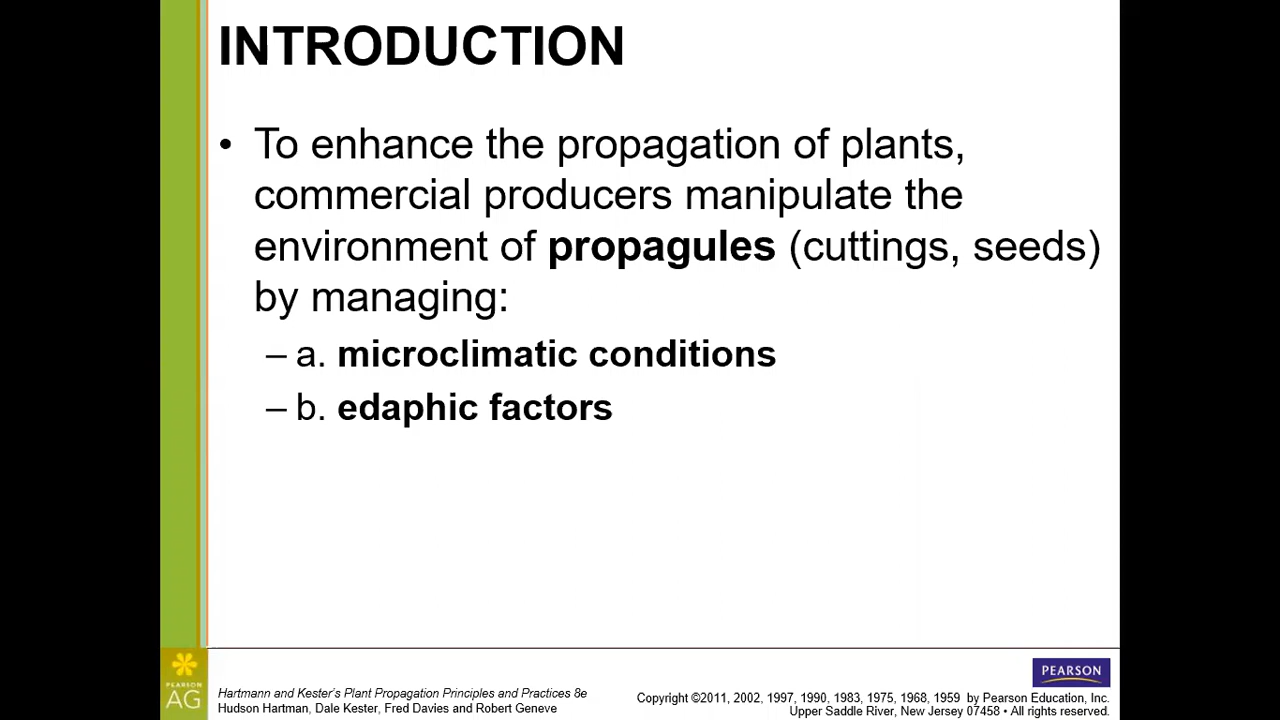 INTRODUCTION
• To enhance the propagation of plants,
commercial producers manipulate the
environment of propagules (cuttings, seeds)
by managing:
– a. microclimatic conditions
– b. edaphic factors
PEARSON
AG
Hartmann and Kester's Plant Propagation Principles and Practices 8e
Hudson Hartman, Dale Kester, Fred Davies and Robert Geneve
PEARSON
Copyright ©2011, 2002, 1997, 1990, 1983, 1975, 1968, 1959 by Pearson Education, Inc.
Upper Saddle River, New Jersey 07458 • All rights reserved.